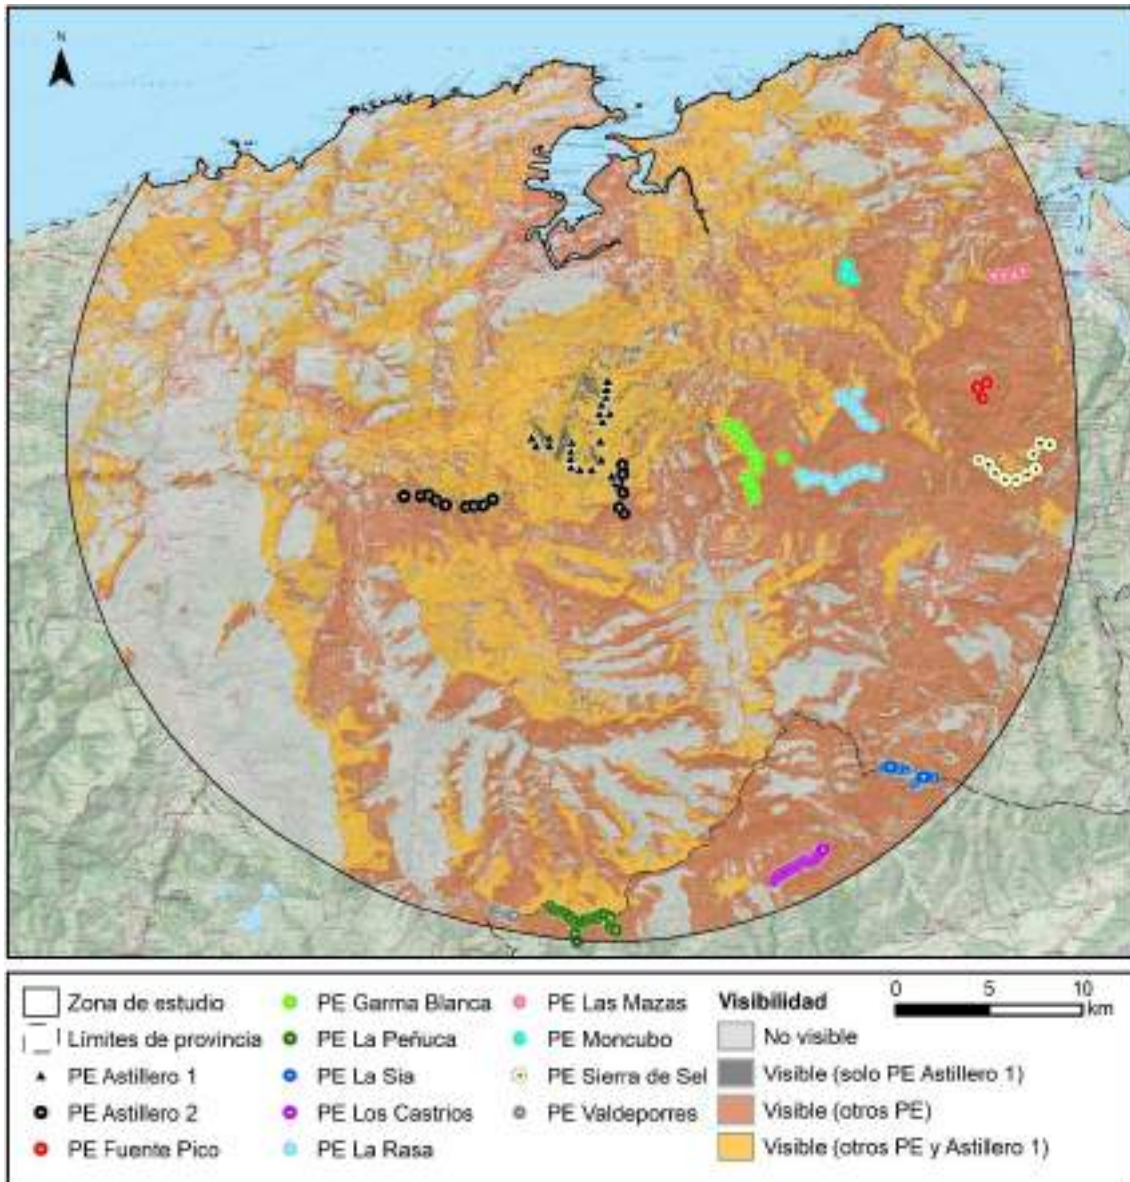 N
Zona de estudio
Límites de provincia
PE Astillero 1
PE Astillero 2
PE Fuente Pico
PE Garma Blanca
PE La Peñuca
PE La Sia
PE Los Castrios
PE La Rasa
PE Las Mazas
PE Moncubo
PE Sierra de Sel
PE Valdeporres
Visibilidad
No visible
Visible (solo PE Astillero 1)
Visible (otros PE)
Visible (otros PE y Astillero 1)
0 5 10
km